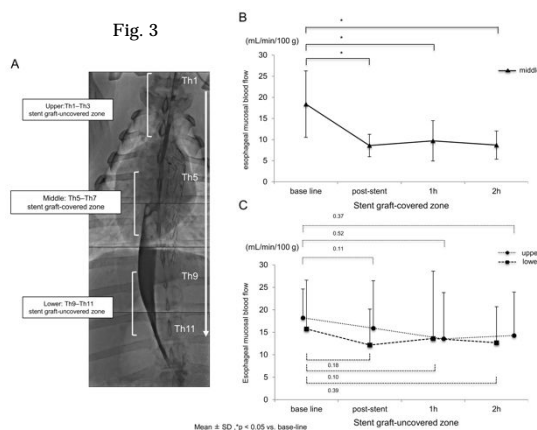 Fig. 3
A
Th1
Upper:Th1–Th3
stent graft-uncovered zone
Th5
Middle: Th5–Th7
stent graft-covered zone
Th9
Lower: Th9–Th11
stent graft-uncovered zone
Th11
B
(mL/min/100 g)
*
*
*
middle
esophageal mucosal blood flow
30
25
20
15
10
5
0
base line
post-stent
1h
2h
Stent graft-covered zone
C
0.37
0.52
0.11
(mL/min/100 g)
upper
lower
Esophageal mucosal blood flow
30
25
20
15
10
5
0
0.18
0.10
0.39
base line
post-stent
1h
2h
Stent graft-uncovered zone
Mean ± SD ,*p < 0.05 vs. base-line